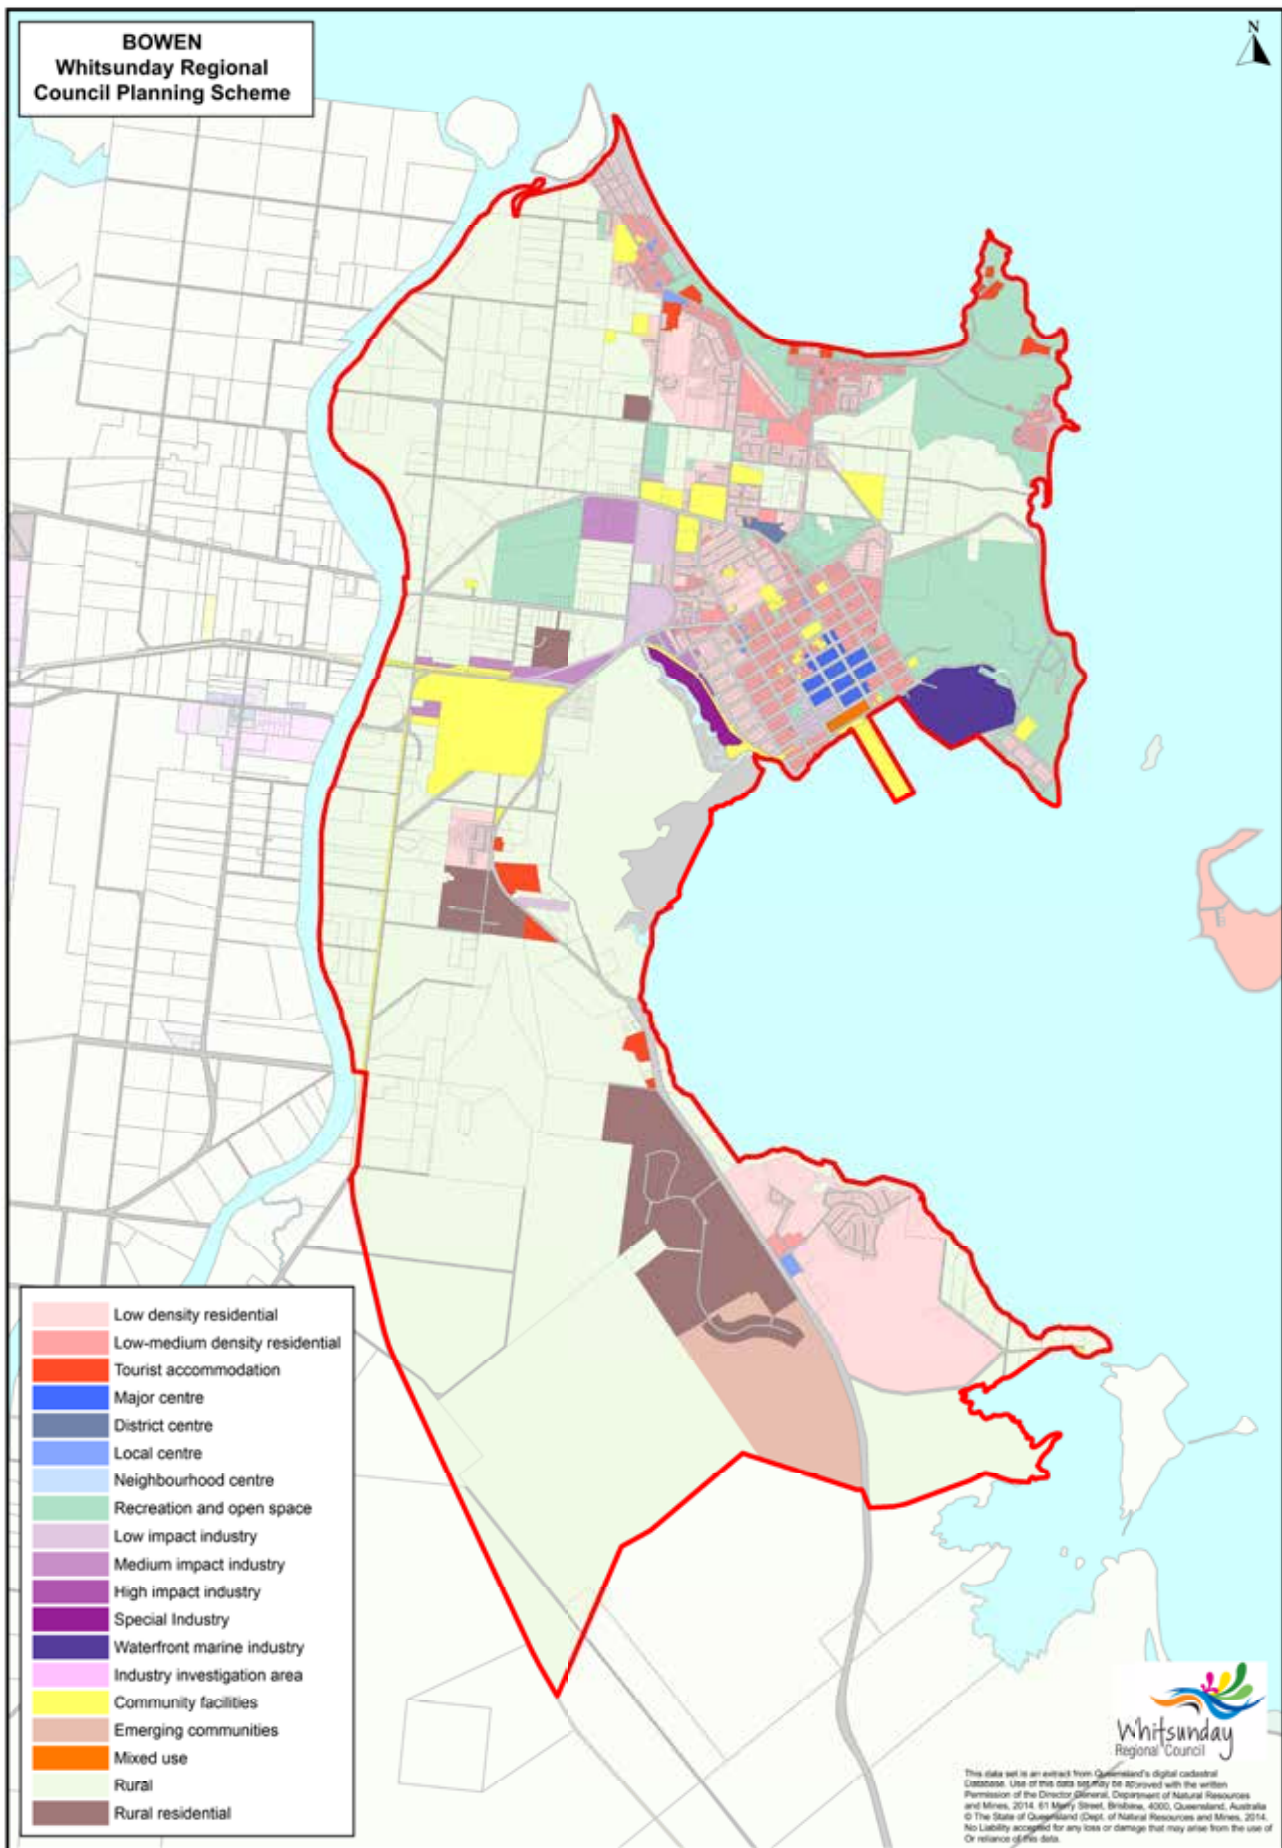 BOWEN
Whitsunday Regional
Council Planning Scheme
N
Low density residential
Low-medium density residential
Tourist accommodation
Major centre
District centre
Local centre
Neighbourhood centre
Recreation and open space
Low impact industry
Medium impact industry
High impact industry
Special Industry
Waterfront marine industry
Industry investigation area
Community facilities
Emerging communities
Mixed use
Rural
Rural residential
Whitsunday
Regional Council
This data set is an extract from Queensland's digital cadastral
Database. Use of this data set may be approved with the written
Permission of the Director General, Department of Natural Resources
and Mines, 2014. 61 Mary Street, Brisbane, 4000, Queensland, Australia
© The State of Queensland (Dept. of Natural Resources and Mines, 2014.
No Liability accepted for any loss or damage that may arise from the use of
Or reliance of this data.